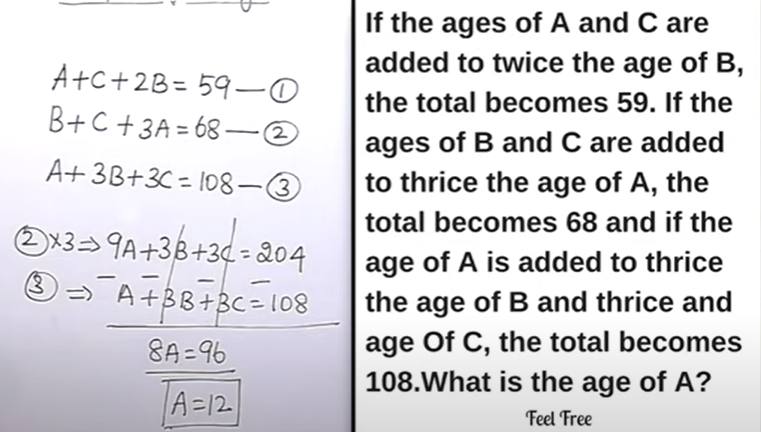 A+C+2B=59—①
B+C+3A=68—②
A+3B+3C=108—③
②×3⇒9A+3B+3C=204
③⇒ A+3B+3C=108
8A=96
A=12
If the ages of A and C are
added to twice the age of B,
the total becomes 59. If the
ages of B and C are added
to thrice the age of A, the
total becomes 68 and if the
age of A is added to thrice
the age of B and thrice and
age Of C, the total becomes
108.What is the age of A?
Feel Free